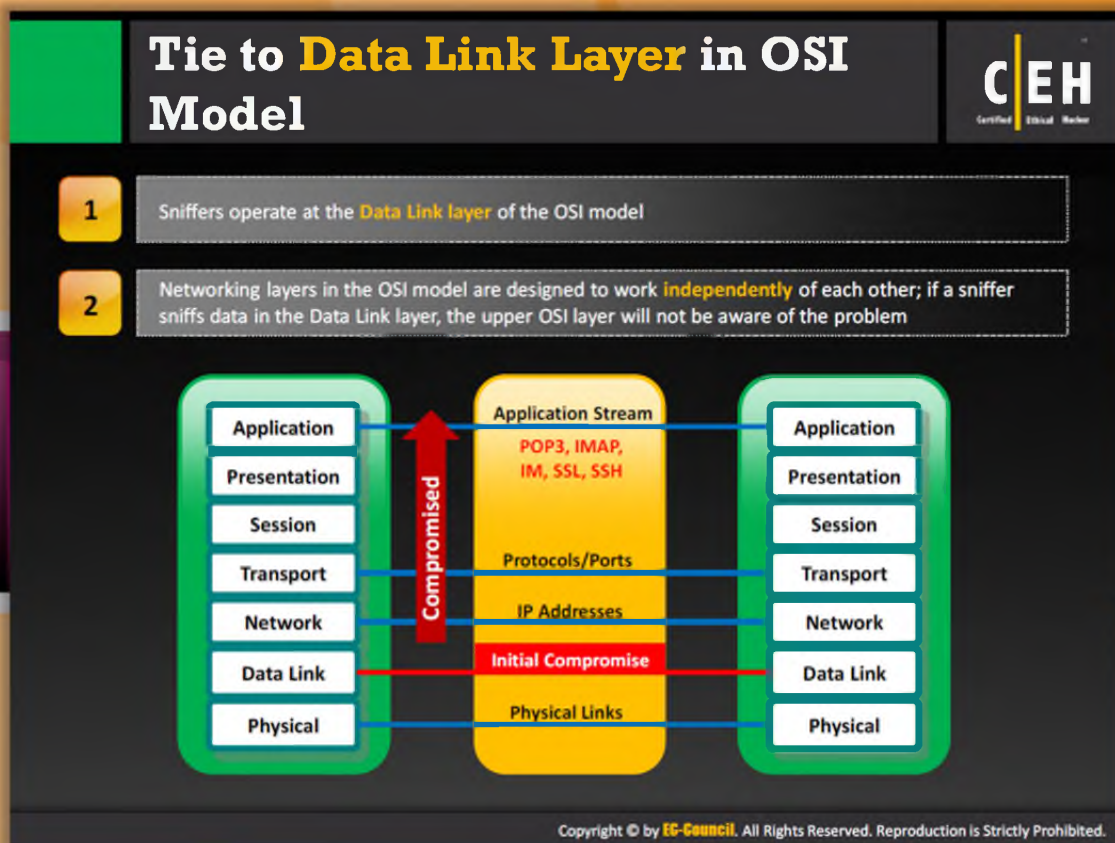 Tie to Data Link Layer in OSI
Model
CEH
Certified Ethical Hacker
1
Sniffers operate at the Data Link layer of the OSI model
2
Networking layers in the OSI model are designed to work independently of each other; if a sniffer
sniffs data in the Data Link layer, the upper OSI layer will not be aware of the problem
Application
Presentation
Session
Transport
Network
Data Link
Physical
Compromised
Application Stream
POP3, IMAP,
IM, SSL, SSH
Protocols/Ports
IP Addresses
Initial Compromise
Physical Links
Application
Presentation
Session
Transport
Network
Data Link
Physical
Copyright © by EC-Council. All Rights Reserved. Reproduction is Strictly Prohibited.